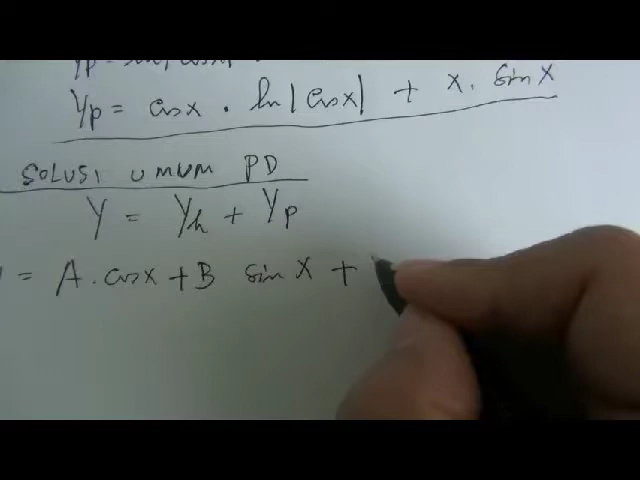 Yp = cos x . ln |cos x| + x . sin x
SOLUSI UMUM PD
Y = Yh + Yp
= A . cos x + B sin x +